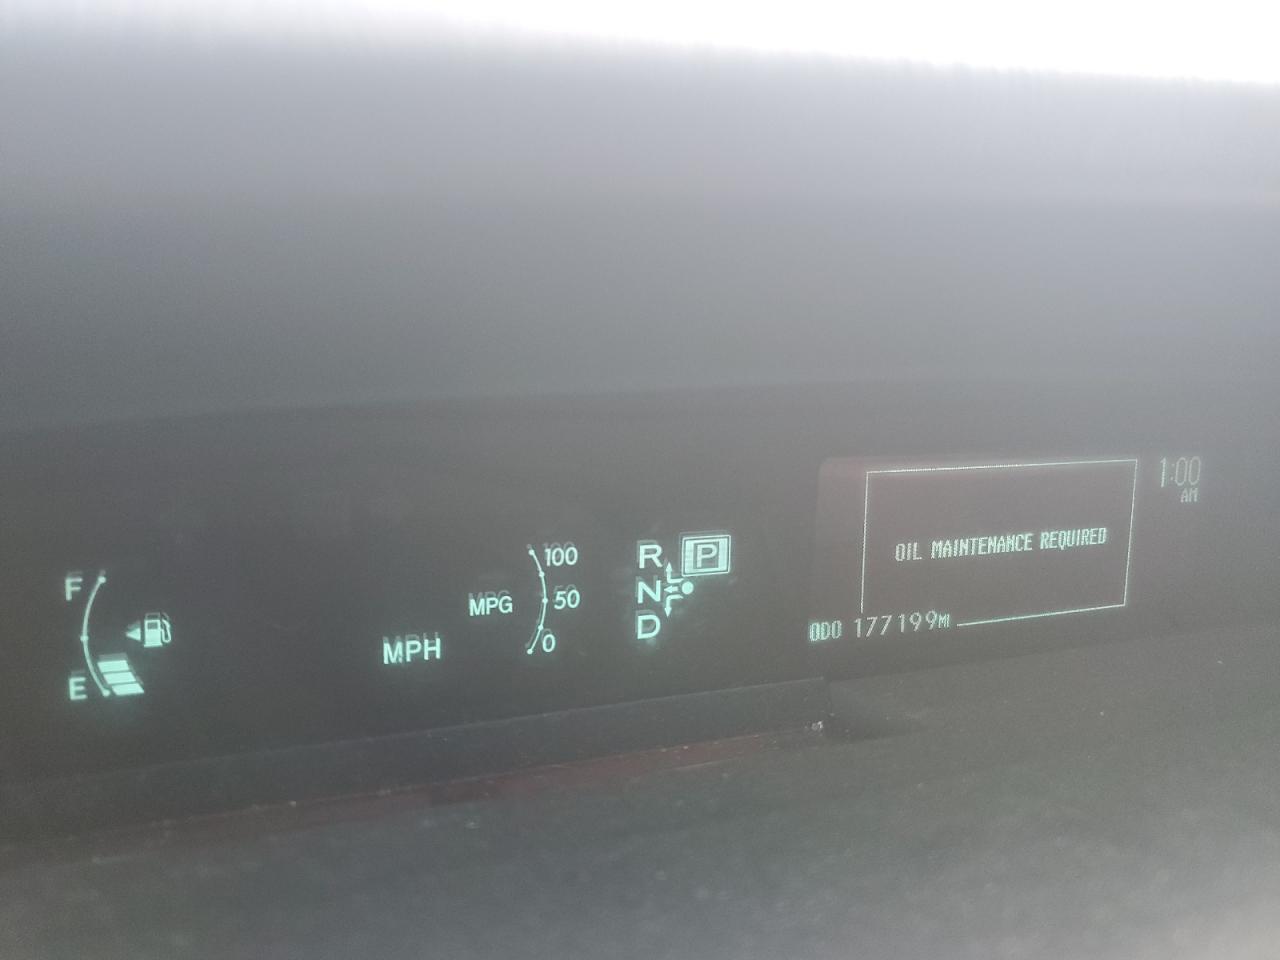 F
E
MPH
MPG
100
50
0
R
P
N
D
OIL MAINTENANCE REQUIRED
ODO 177199MI
1:00
AM